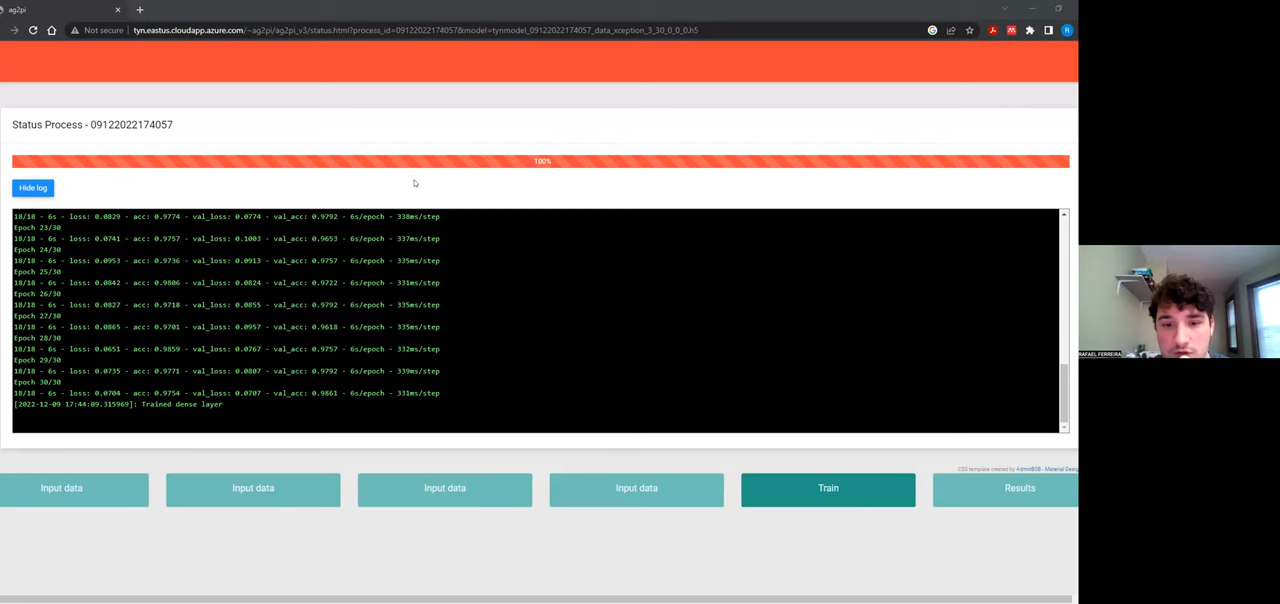 ag2pi
Not secure
tyn.eastus.cloudapp.azure.com/~ag2pi/ag2pi_v3/status.html?process_id=09122022174057&model=tynmodel_09122022174057_data_xception_3_30_0_0_0.h5
R
Status Process - 09122022174057
100%
Hide log
18/18 - 6s - loss: 0.0829 - acc: 0.9774 - val_loss: 0.0774 - val_acc: 0.9792 - 6s/epoch - 338ms/step
Epoch 23/30
18/18 - 6s - loss: 0.0741 - acc: 0.9757 - val_loss: 0.1003 - val_acc: 0.9653 - 6s/epoch - 337ms/step
Epoch 24/30
18/18 - 6s - loss: 0.0953 - acc: 0.9736 - val_loss: 0.0913 - val_acc: 0.9757 - 6s/epoch - 335ms/step
Epoch 25/30
18/18 - 6s - loss: 0.0842 - acc: 0.9806 - val_loss: 0.0824 - val_acc: 0.9722 - 6s/epoch - 331ms/step
Epoch 26/30
18/18 - 6s - loss: 0.0827 - acc: 0.9718 - val_loss: 0.0855 - val_acc: 0.9792 - 6s/epoch - 335ms/step
Epoch 27/30
18/18 - 6s - loss: 0.0865 - acc: 0.9701 - val_loss: 0.0957 - val_acc: 0.9618 - 6s/epoch - 335ms/step
Epoch 28/30
18/18 - 6s - loss: 0.0651 - acc: 0.9859 - val_loss: 0.0767 - val_acc: 0.9757 - 6s/epoch - 332ms/step
Epoch 29/30
18/18 - 6s - loss: 0.0735 - acc: 0.9771 - val_loss: 0.0807 - val_acc: 0.9792 - 6s/epoch - 339ms/step
Epoch 30/30
18/18 - 6s - loss: 0.0704 - acc: 0.9754 - val_loss: 0.0707 - val_acc: 0.9861 - 6s/epoch - 331ms/step
[2022-12-09 17:44:09.315969]: Trained dense layer
RAFAEL FERREIRA
CSS template created by AdminBSB - Material Desig
Input data
Input data
Input data
Input data
Train
Results